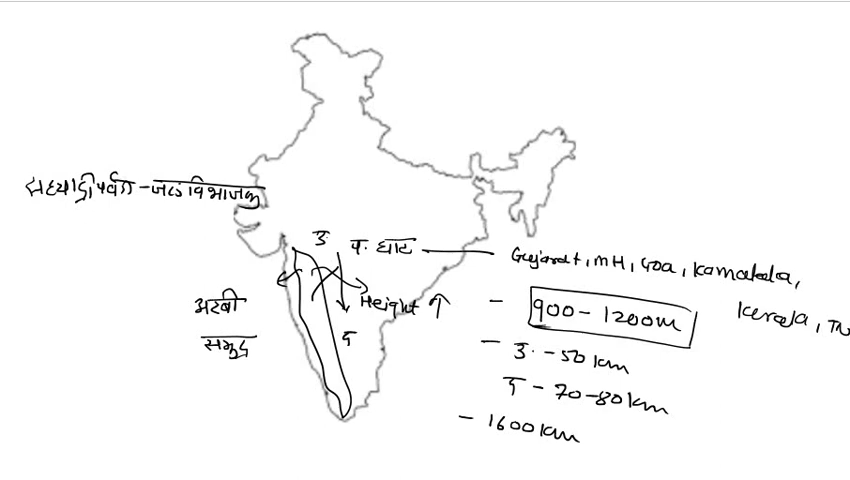 सह्याद्री पर्वत - जल विभाजक
उ.
प. घाट
Gujarat, MH, Goa, Karnataka,
Kerala, TN
अरबी
समुद्र
Height ↑
द
- 900 - 1200m
- उ. - 50 km
द - 70-80 km
- 1600 km